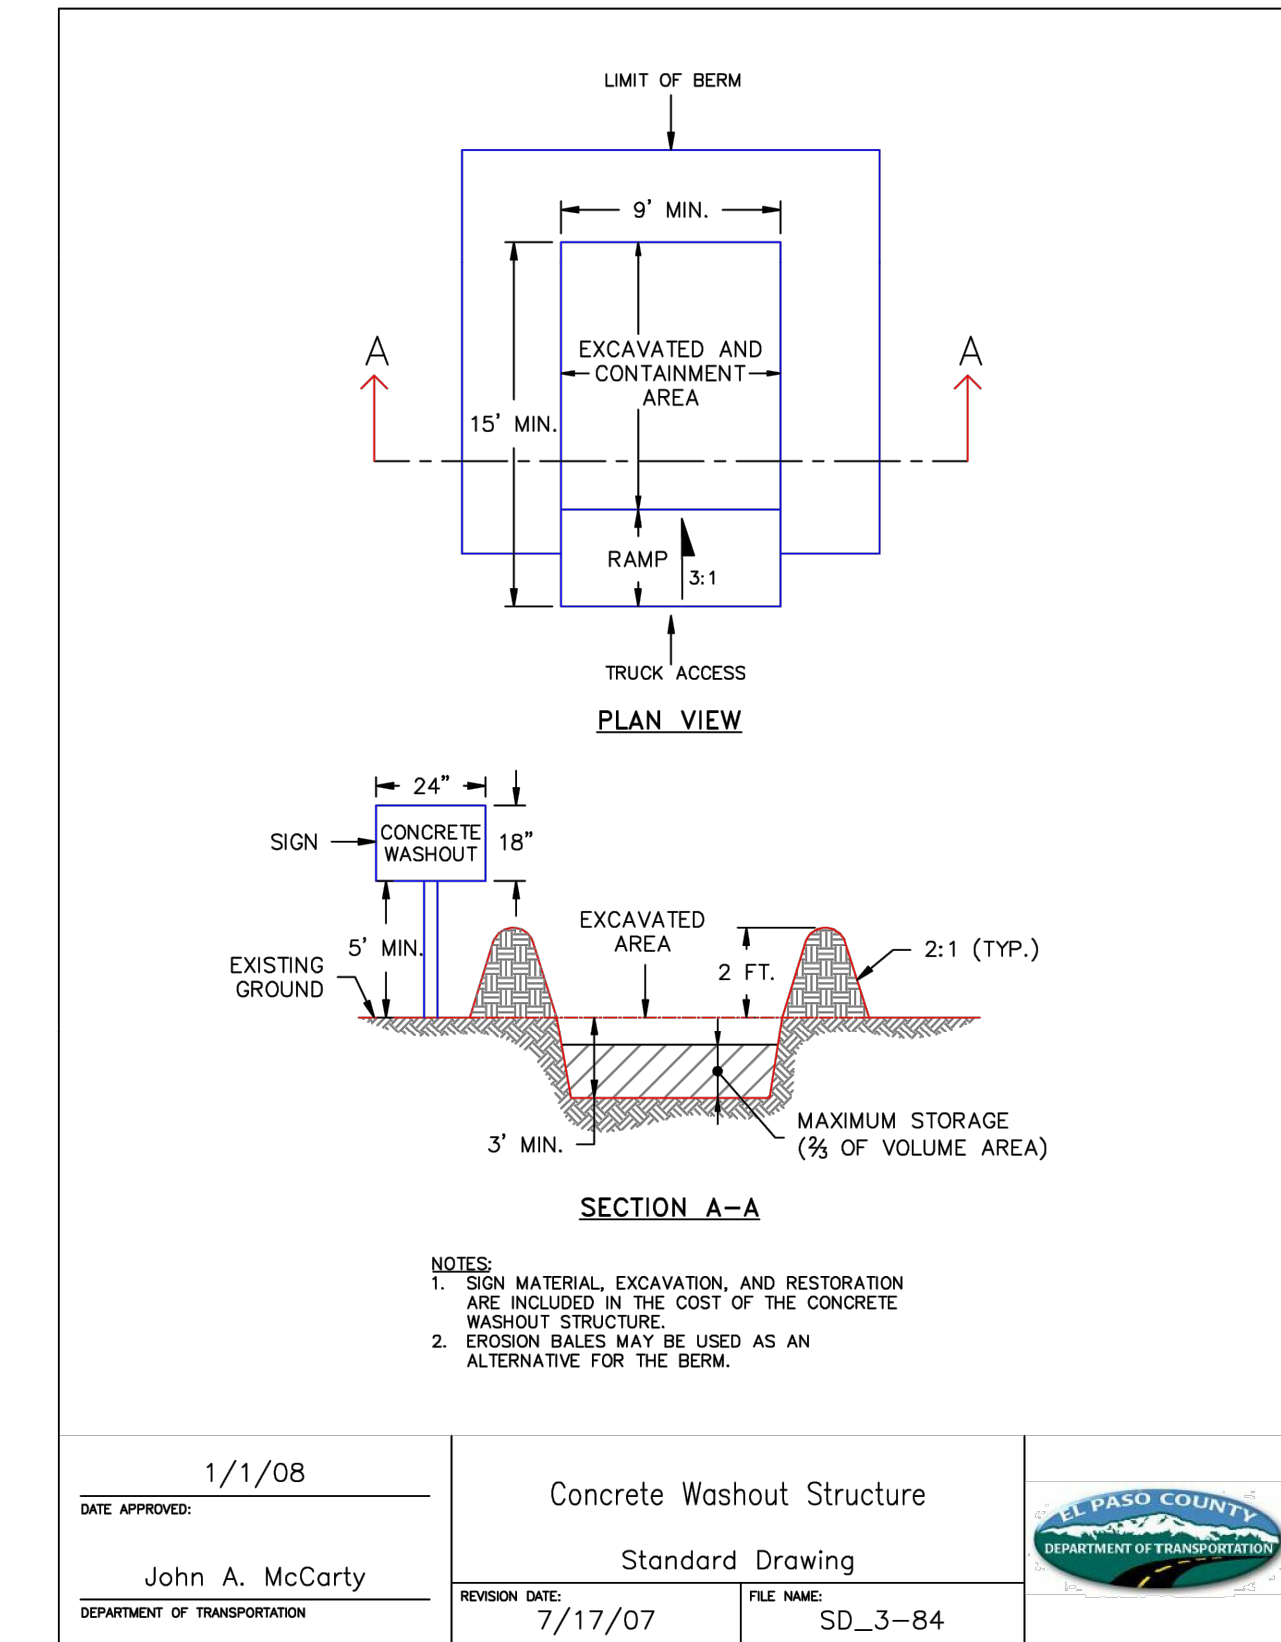 LIMIT OF BERM
9' MIN.
A
A
EXCAVATED AND
CONTAINMENT
AREA
15' MIN.
RAMP
3:1
TRUCK ACCESS
PLAN VIEW
24"
SIGN
CONCRETE
WASHOUT
18"
5' MIN.
EXCAVATED
AREA
2 FT.
2:1 (TYP.)
EXISTING
GROUND
3' MIN.
MAXIMUM STORAGE
(⅔ OF VOLUME AREA)
SECTION A-A
NOTES:
1. SIGN MATERIAL, EXCAVATION, AND RESTORATION
ARE INCLUDED IN THE COST OF THE CONCRETE
WASHOUT STRUCTURE.
2. EROSION BALES MAY BE USED AS AN
ALTERNATIVE FOR THE BERM.
1/1/08
DATE APPROVED:
John A. McCarty
DEPARTMENT OF TRANSPORTATION
Concrete Washout Structure
Standard Drawing
REVISION DATE:
7/17/07
FILE NAME:
SD_3-84
EL PASO COUNTY
DEPARTMENT OF TRANSPORTATION